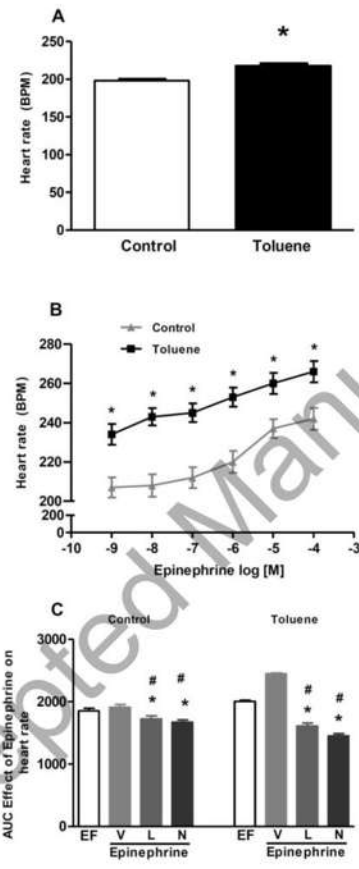 A
*
Heart rate (BPM)
250
200
150
100
50
0
Control
Toluene
B
Control
Toluene
Heart rate (BPM)
280
260
240
220
200
200
0
* * * * * *
-10 -9 -8 -7 -6 -5 -4 -3
Epinephrine log [M]
C
Control
Toluene
AUC Effect of Epinephrine on
heart rate
3000
2000
1000
0
# # # #
* * * *
EF V L N EF V L N
Epinephrine Epinephrine
pted Manu